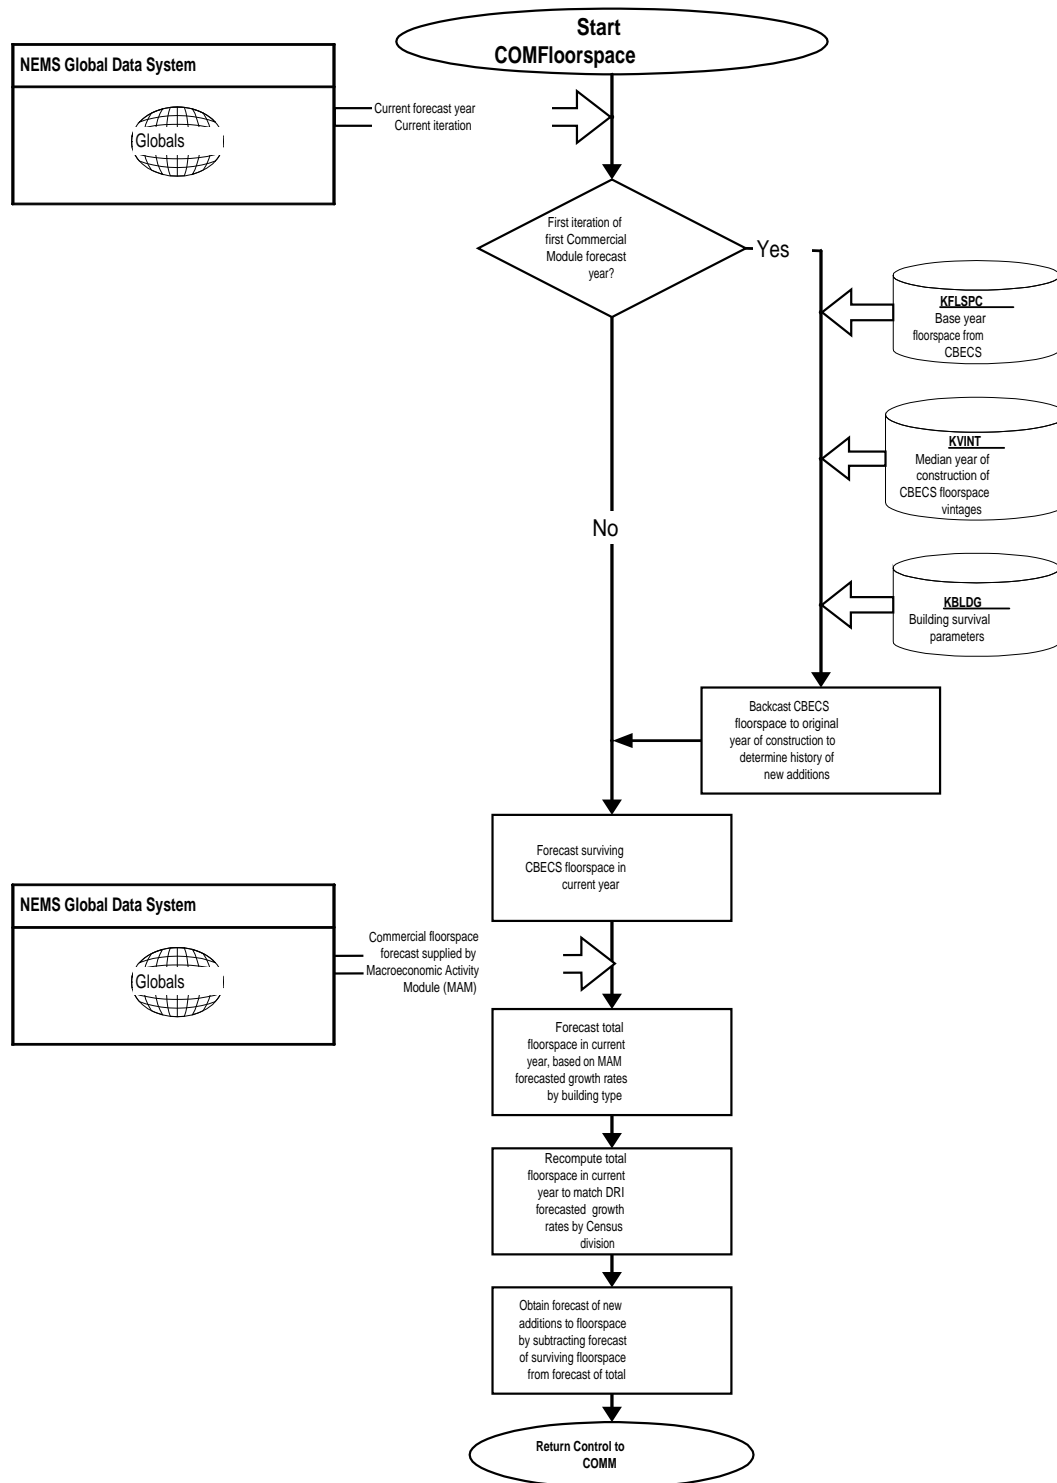 Start
COMFloorspace
NEMS Global Data System
Globals
Current forecast year
Current iteration
First iteration of
first Commercial
Module forecast
year?
Yes
KFLSPC
Base year
floorspace from
CBECS
KVINT
Median year of
construction of
CBECS floorspace
vintages
No
KBLDG
Building survival
parameters
Backcast CBECS
floorspace to original
year of construction to
determine history of
new additions
Forecast surviving
CBECS floorspace in
current year
NEMS Global Data System
Globals
Commercial floorspace
forecast supplied by
Macroeconomic Activity
Module (MAM)
Forecast total
floorspace in current
year, based on MAM
forecasted growth rates
by building type
Recompute total
floorspace in current
year to match DRI
forecasted growth
rates by Census
division
Obtain forecast of new
additions to floorspace
by subtracting forecast
of surviving floorspace
from forecast of total
Return Control to
COMM